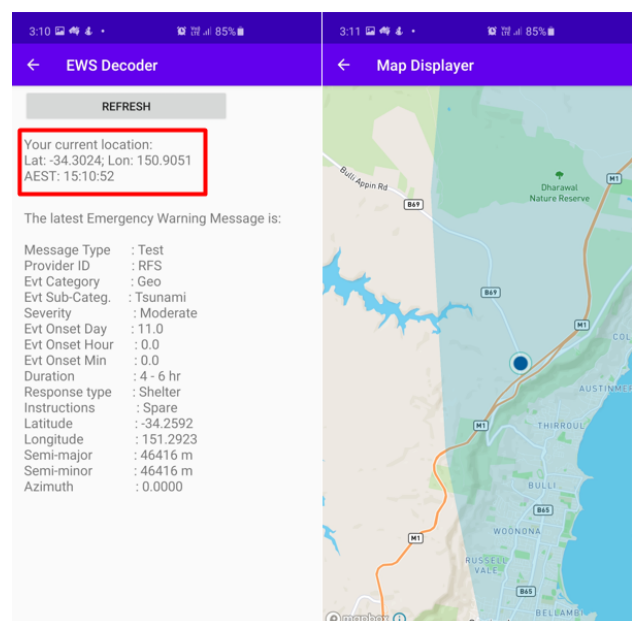 3:10 85%
EWS Decoder
REFRESH
Your current location:
Lat: -34.3024; Lon: 150.9051
AEST: 15:10:52
The latest Emergency Warning Message is:
Message Type : Test
Provider ID : RFS
Evt Category : Geo
Evt Sub-Categ. : Tsunami
Severity : Moderate
Evt Onset Day : 11.0
Evt Onset Hour : 0.0
Evt Onset Min : 0.0
Duration : 4 - 6 hr
Response type : Shelter
Instructions : Spare
Latitude : -34.2592
Longitude : 151.2923
Semi-major : 46416 m
Semi-minor : 46416 m
Azimuth : 0.0000
3:11 85%
Map Displayer
Bulli Appin Rd
B69
Dharawal
Nature Reserve
M1
B69
M1
COL
AUSTINMER
M1
THIRROUL
BULLI
B65
WOONONA
M1
RUSSELL
VALE
B65
BELLAMBI
mapbox